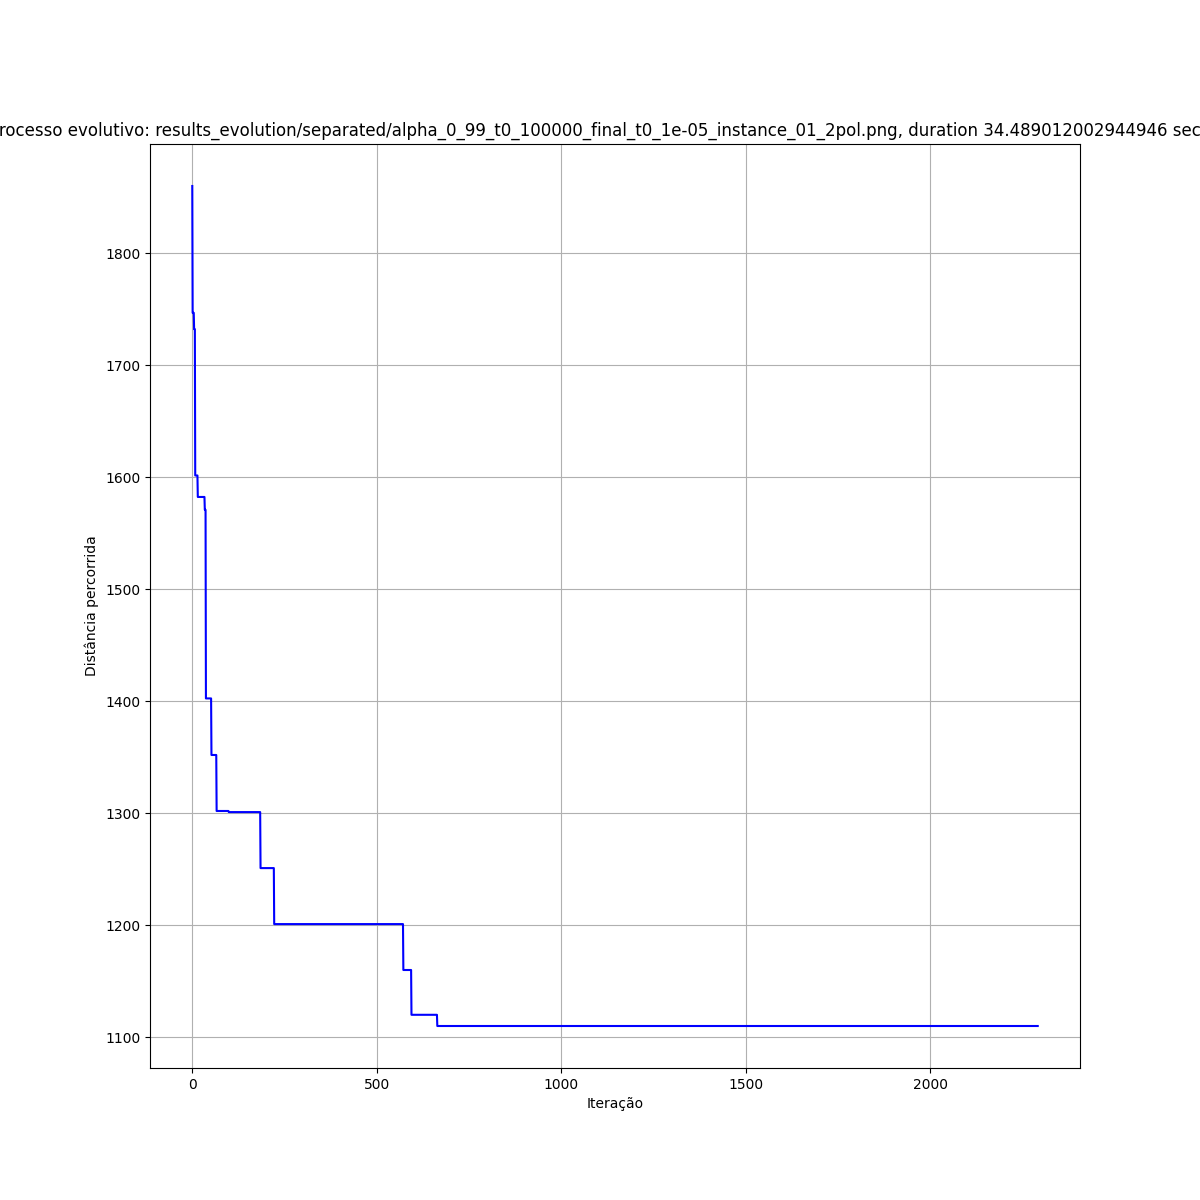 rocesso evolutivo: results_evolution/separated/alpha_0_99_t0_100000_final_t0_1e-05_instance_01_2pol.png, duration 34.489012002944946 sec
1800
1700
1600
1500
1400
1300
1200
1100
Distância percorrida
0 500 1000 1500 2000
Iteração